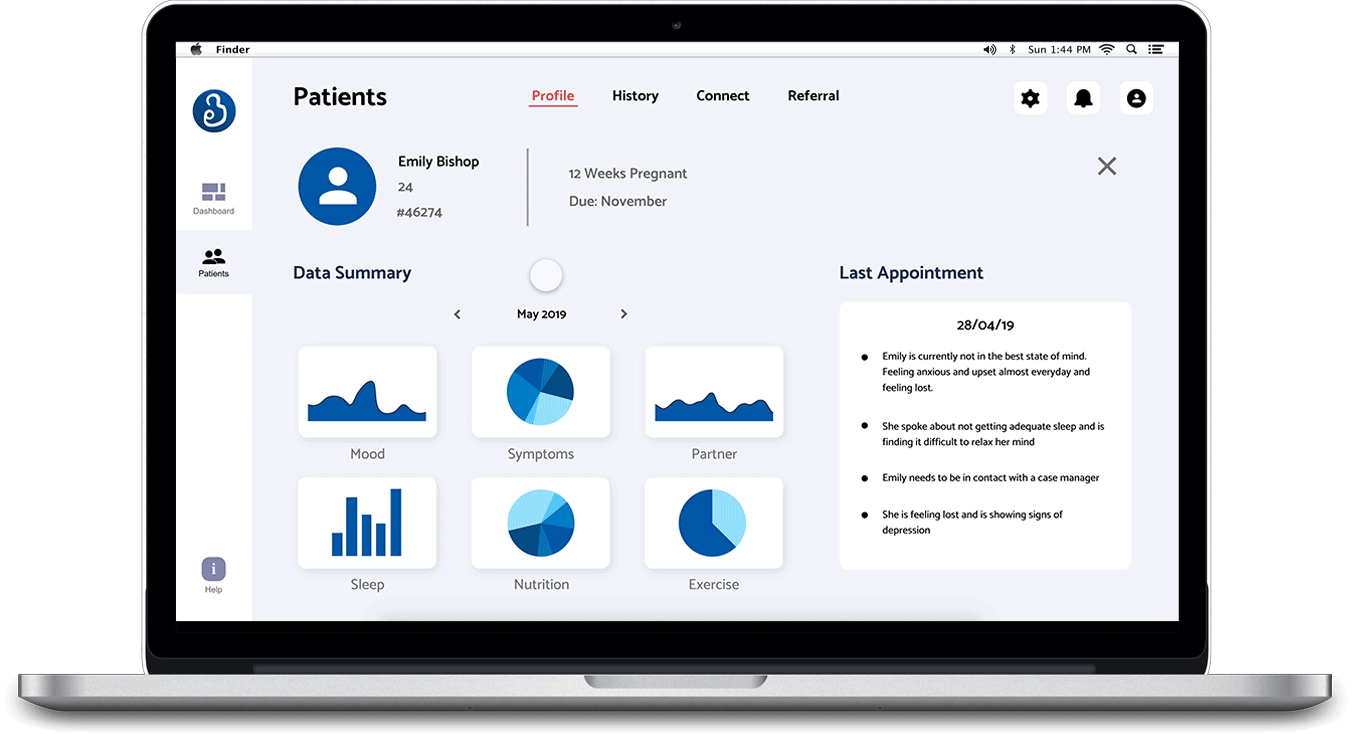 Finder
Sun 1:44 PM
Patients
Profile
History
Connect
Referral
Dashboard
Patients
Emily Bishop
24
#46274
12 Weeks Pregnant
Due: November
Data Summary
May 2019
Mood
Symptoms
Partner
Sleep
Nutrition
Exercise
Last Appointment
28/04/19
Emily is currently not in the best state of mind.
Feeling anxious and upset almost everyday and
feeling lost.
She spoke about not getting adequate sleep and is
finding it difficult to relax her mind
Emily needs to be in contact with a case manager
She is feeling lost and is showing signs of
depression
i
Help